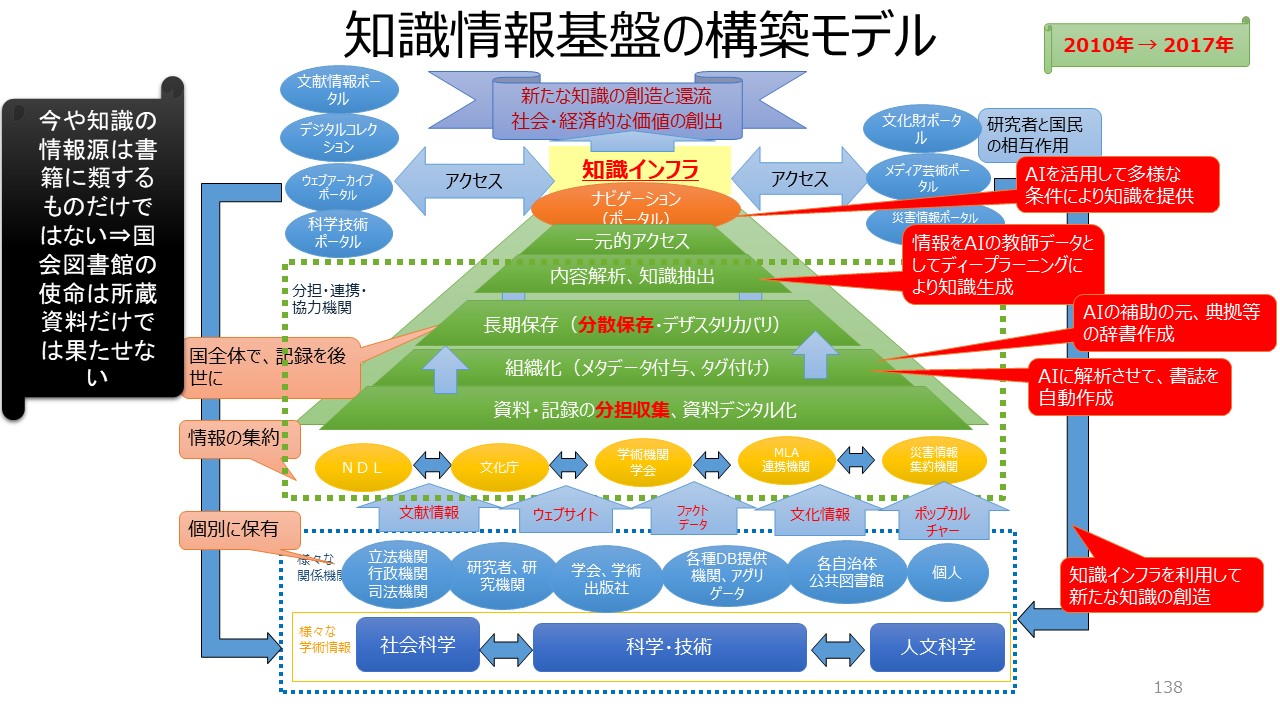 知識情報基盤の構築モデル
2010年 → 2017年
今や知識の
情報源は書
籍に類する
ものだけで
はない⇒国
会図書館の
使命は所蔵
資料だけで
は果たせな
い
文献情報ポー
タル
デジタルコレク
ション
ウェブアーカイブ
ポータル
科学技術
ポータル
新たな知識の創造と還流
社会・経済的な価値の創出
アクセス
知識インフラ
アクセス
文化財ポータ
ル
メディア芸術ポー
タル
災害情報ポータル
研究者と国民
の相互作用
ナビゲーション
（ポータル）
一元的アクセス
内容解析、知識抽出
長期保存（分散保存・デザスタリカバリ）
組織化（メタデータ付与、タグ付け）
資料・記録の分担収集、資料デジタル化
AIを活用して多様な
条件により知識を提供
情報をAIの教師データと
してディープラーニングに
より知識生成
AIの補助の元、典拠等
の辞書作成
AIに解析させて、書誌を
自動作成
分担・連携・
協力機関
国全体で、記録を後
世に
情報の集約
個別に保有
ＮＤＬ
文化庁
学術機関
学会
MLA
連携機関
災害情報
集約機関
文献情報
ウェブサイト
ファクト
データ
文化情報
ポップカル
チャー
様々な
関係機関
立法機関
行政機関
司法機関
研究者、研
究機関
学会、学術
出版社
各種DB提供
機関、アグリ
ゲータ
各自治体
公共図書館
個人
知識インフラを利用して
新たな知識の創造
様々な
学術情報
社会科学
科学・技術
人文科学
138